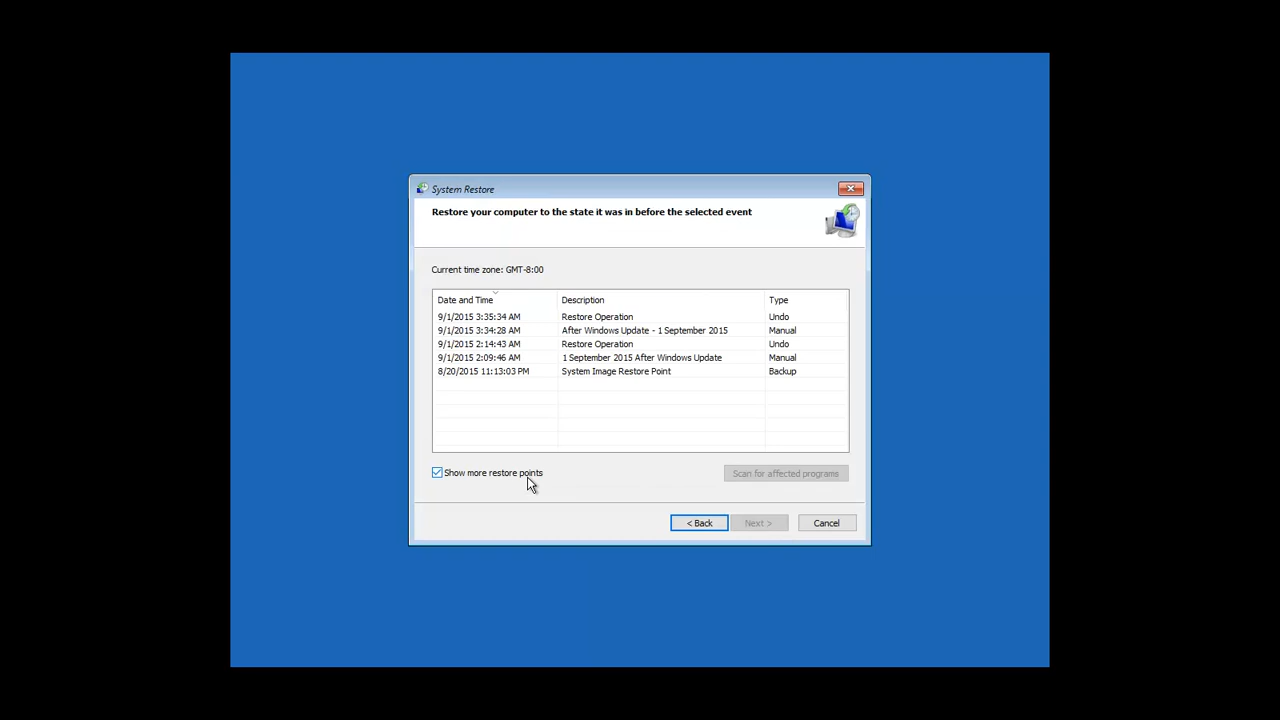 System Restore
Restore your computer to the state it was in before the selected event
Current time zone: GMT-8:00
Date and Time Description Type
9/1/2015 3:35:34 AM Restore Operation Undo
9/1/2015 3:34:28 AM After Windows Update - 1 September 2015 Manual
9/1/2015 2:14:43 AM Restore Operation Undo
9/1/2015 2:09:46 AM 1 September 2015 After Windows Update Manual
8/20/2015 11:13:03 PM System Image Restore Point Backup
Show more restore points Scan for affected programs
< Back Next > Cancel